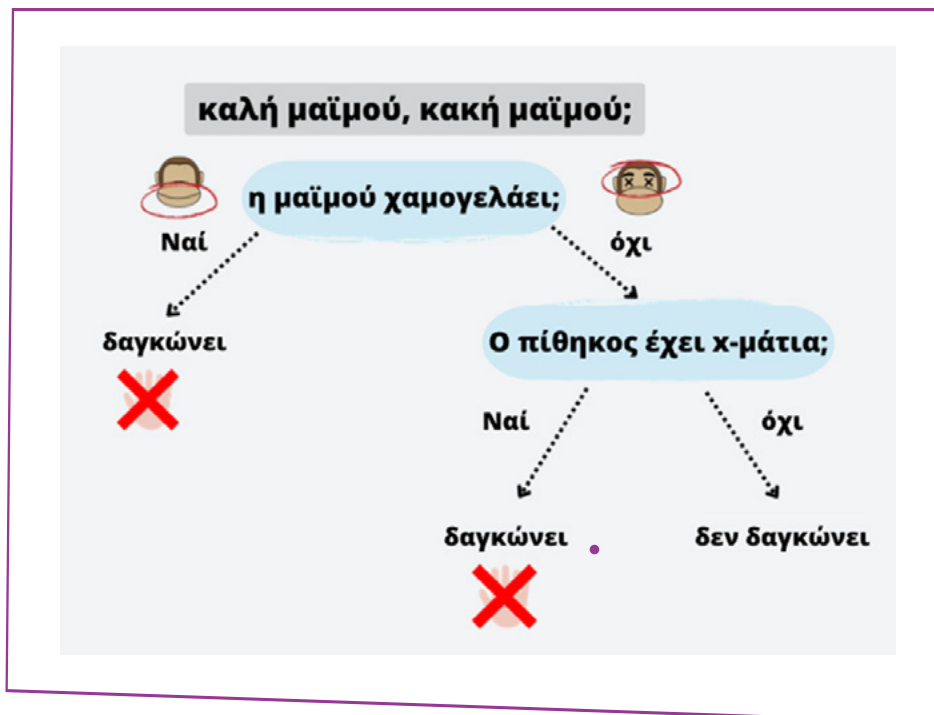 καλή μαϊμού, κακή μαϊμού;
η μαϊμού χαμογελάει;
Ναί
όχι
δαγκώνει
Ο πίθηκος έχει x-μάτια;
Ναί
όχι
δαγκώνει
δεν δαγκώνει